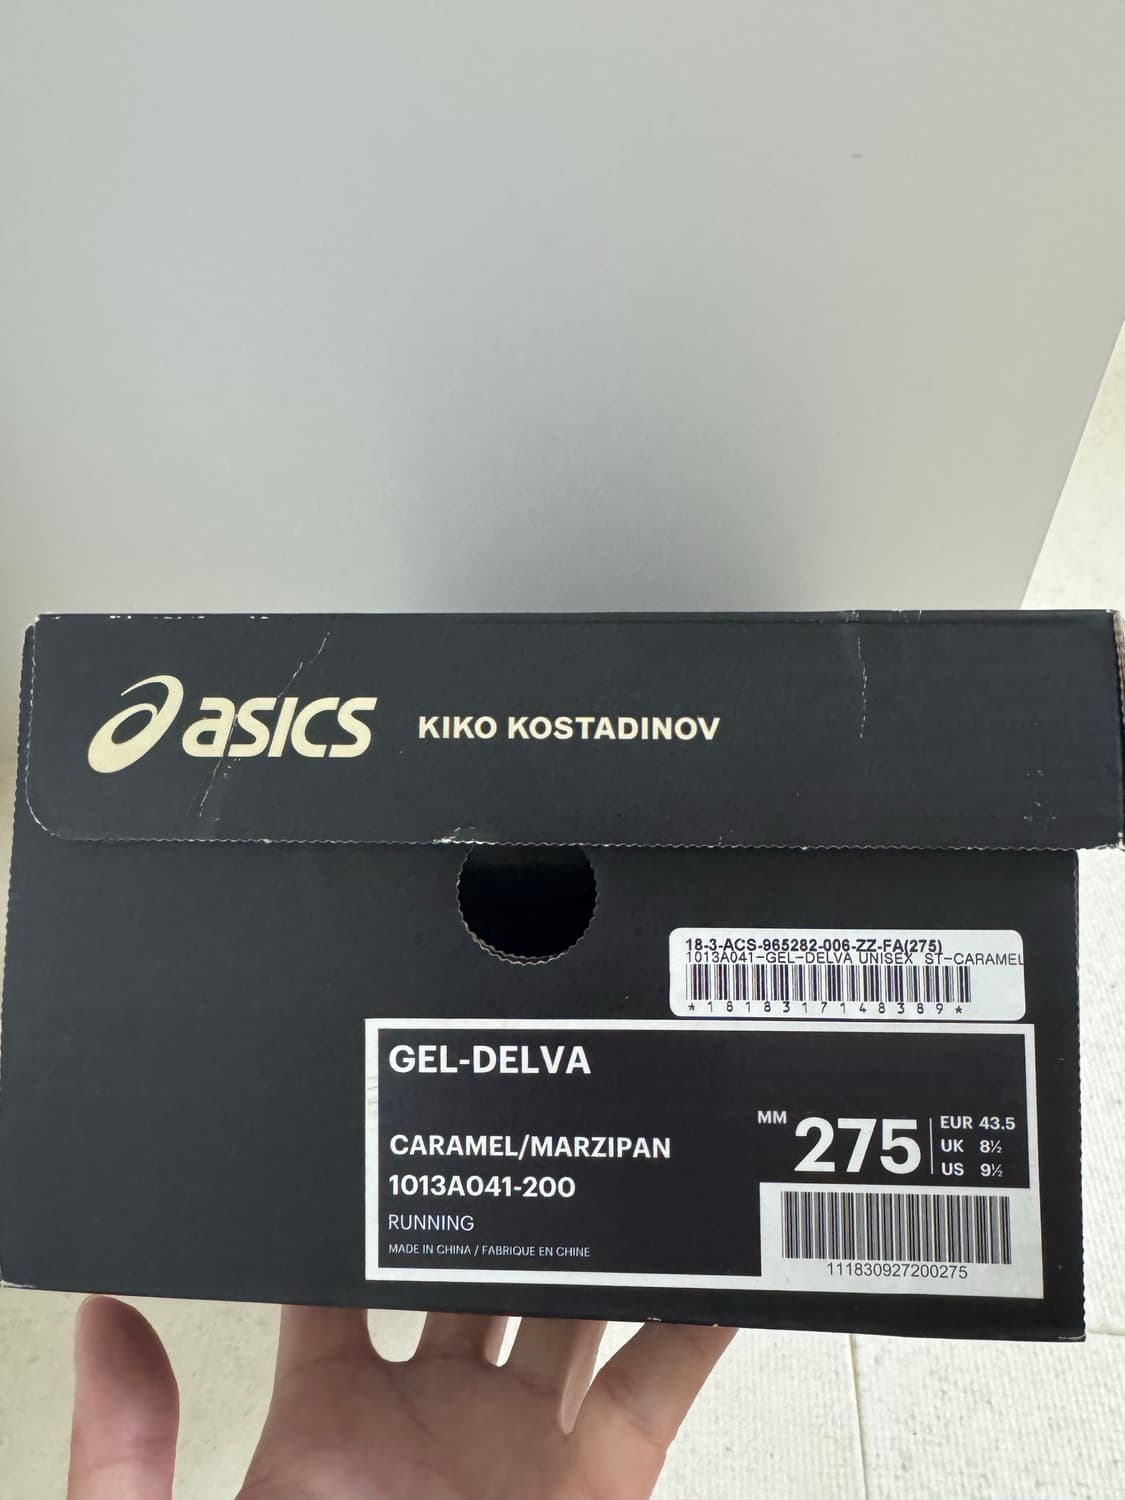 asics KIKO KOSTADINOV
18-3-ACS-965282-006-ZZ-FA(275)
1013A041-GEL-DELVA UNISEX ST-CARAMEL
*1818317148389*
GEL-DELVA
CARAMEL/MARZIPAN
1013A041-200
RUNNING
MADE IN CHINA / FABRIQUE EN CHINE
MM 275
EUR 43.5
UK 8½
US 9½
111830927200275